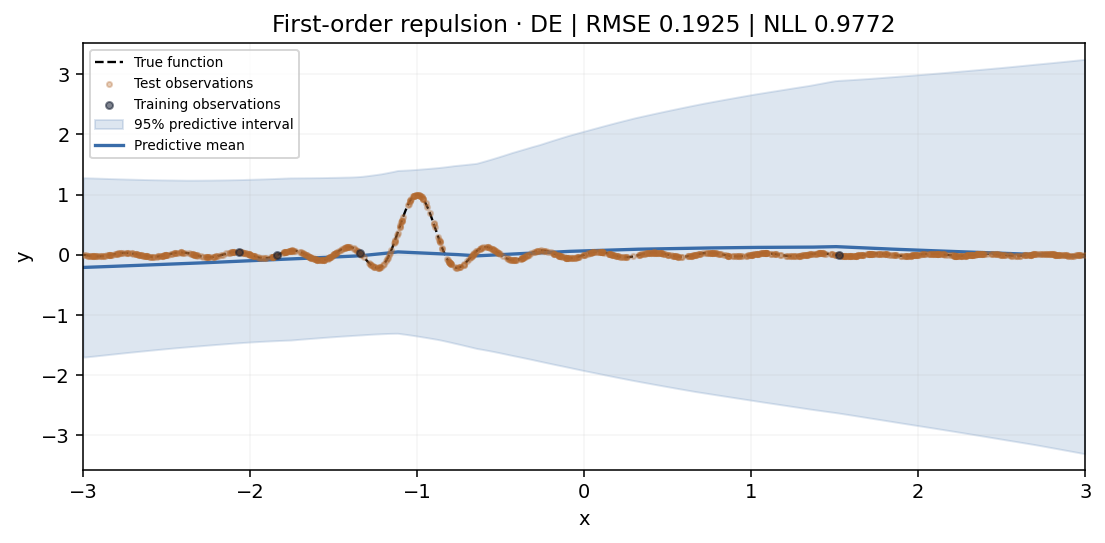 First-order repulsion · DE | RMSE 0.1925 | NLL 0.9772
True function
Test observations
Training observations
95% predictive interval
Predictive mean
y
3
2
1
0
−1
−2
−3
−3 −2 −1 0 1 2 3
x